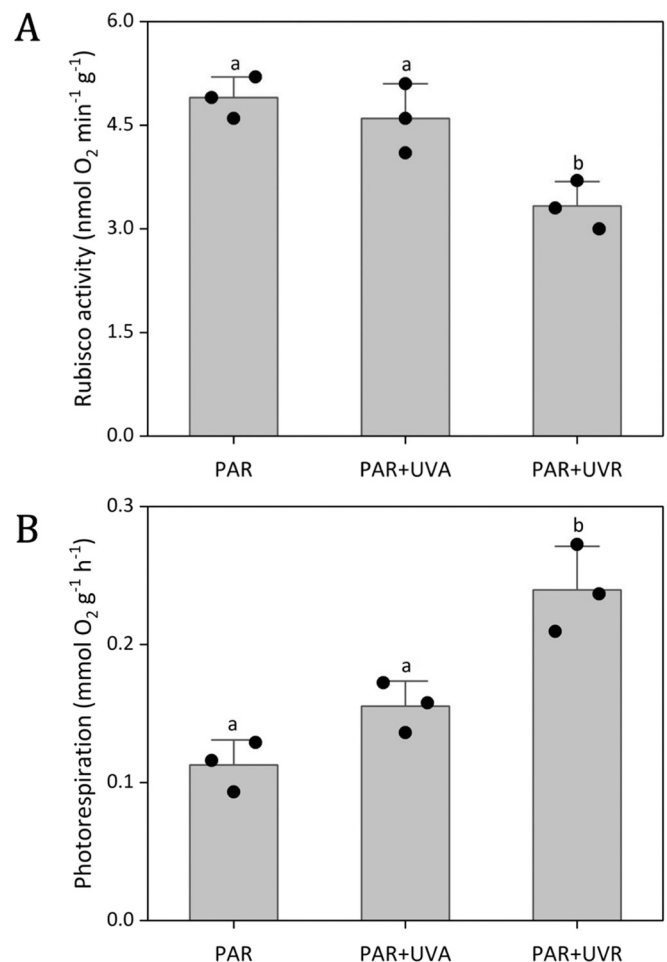 A
Rubisco activity (nmol O₂ min⁻¹ g⁻¹)
6.0
4.5
3.0
1.5
0.0
a
a
b
PAR
PAR+UVA
PAR+UVR
B
Photorespiration (mmol O₂ g⁻¹ h⁻¹)
0.3
0.2
0.1
0.0
a
a
b
PAR
PAR+UVA
PAR+UVR